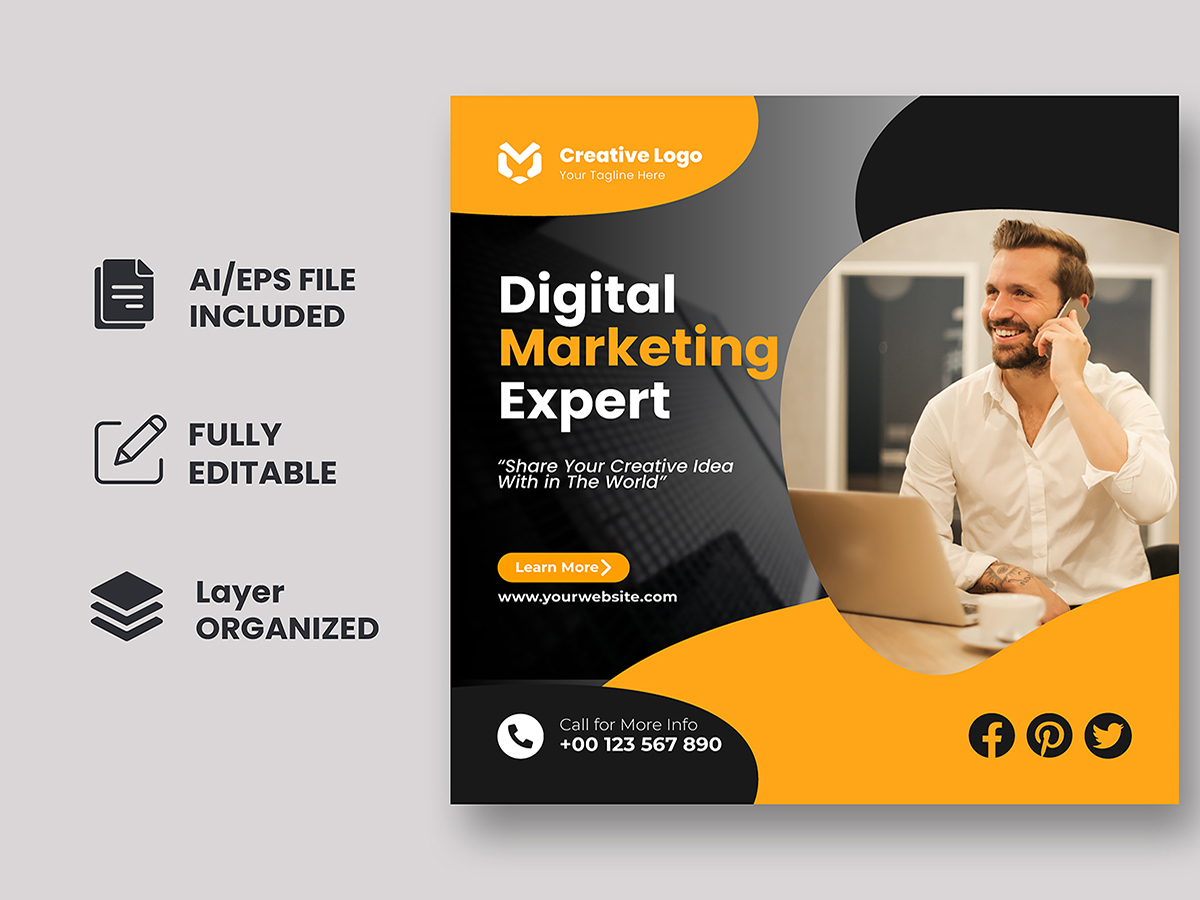 AI/EPS FILE
INCLUDED
FULLY
EDITABLE
Layer
ORGANIZED
Creative Logo
Your Tagline Here
Digital
Marketing
Expert
“Share Your Creative Idea
With in The World”
Learn More
www.yourwebsite.com
Call for More Info
+00 123 567 890